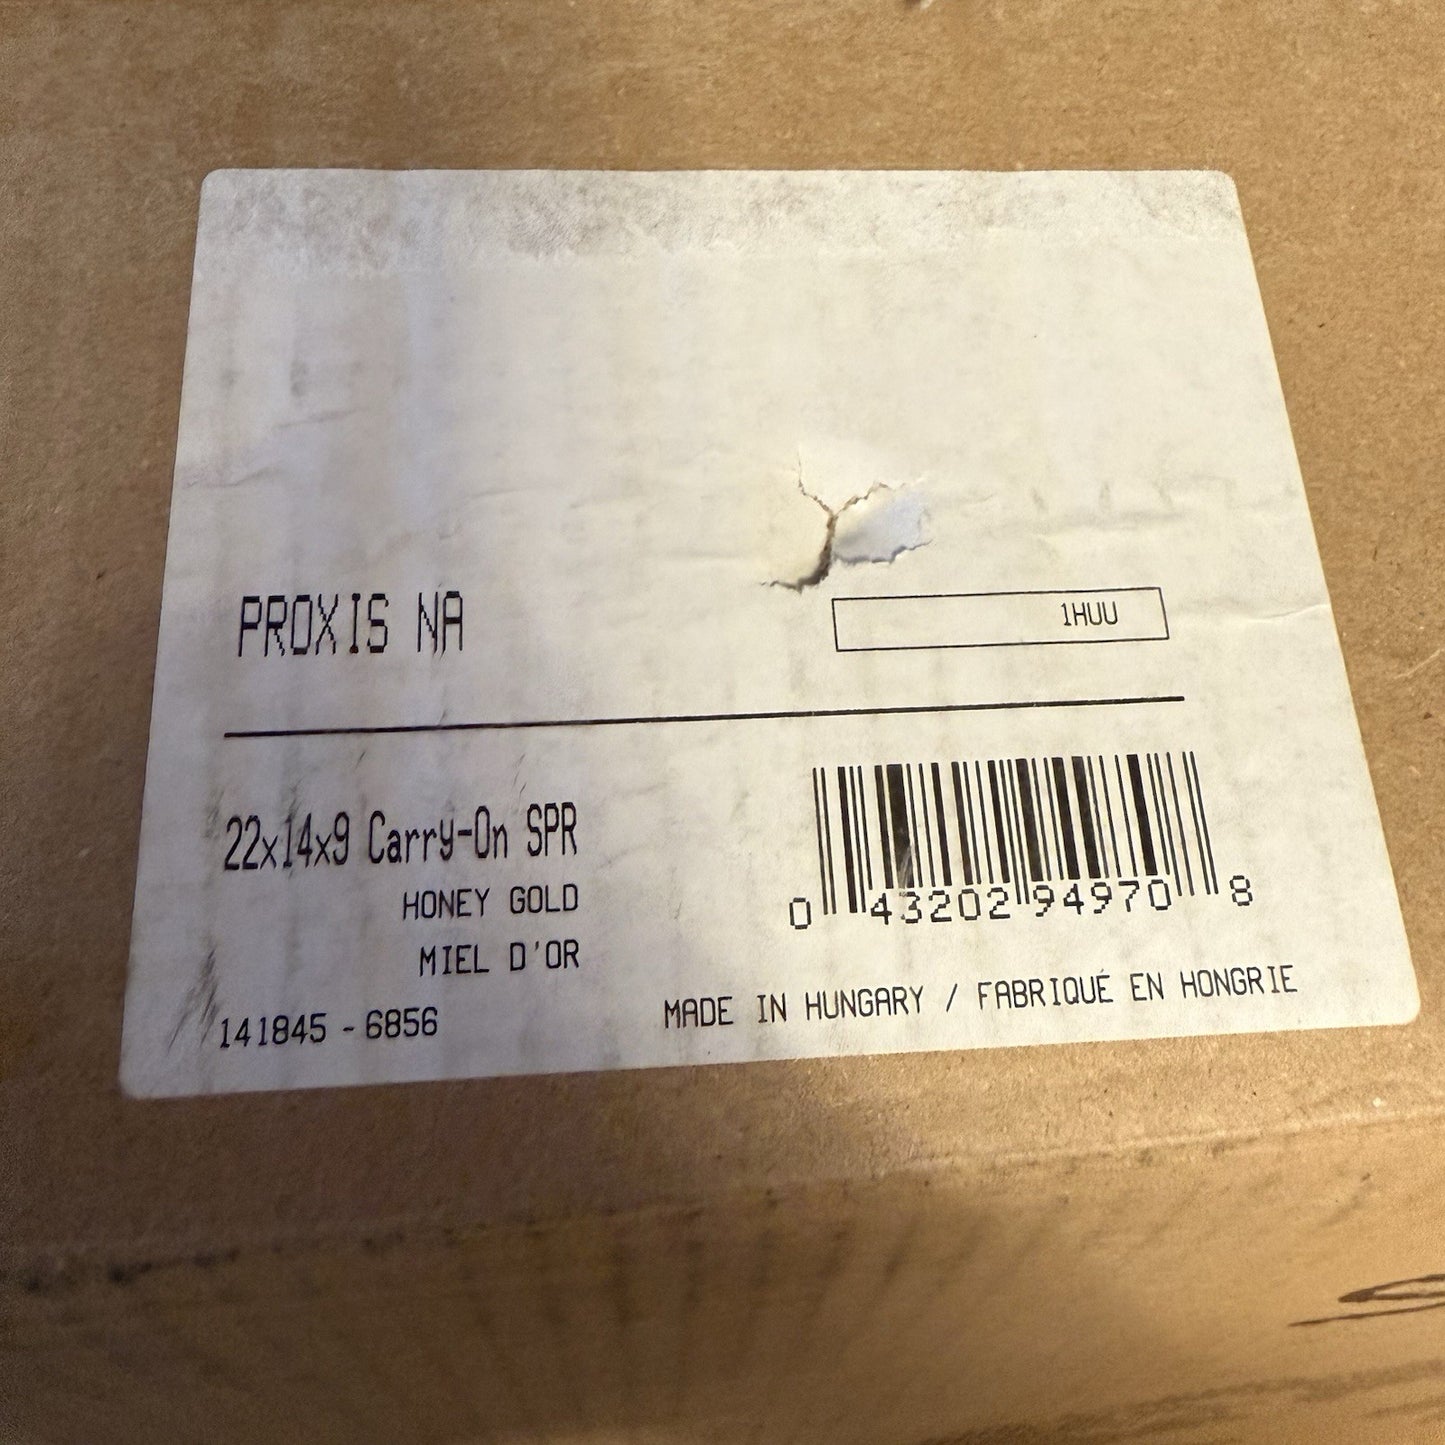 PROXIS NA
1HUU
22x14x9 Carry-On SPR
HONEY GOLD
MIEL D'OR
141845 - 6856
0 43202 94970 8
MADE IN HUNGARY / FABRIQUÉ EN HONGRIE